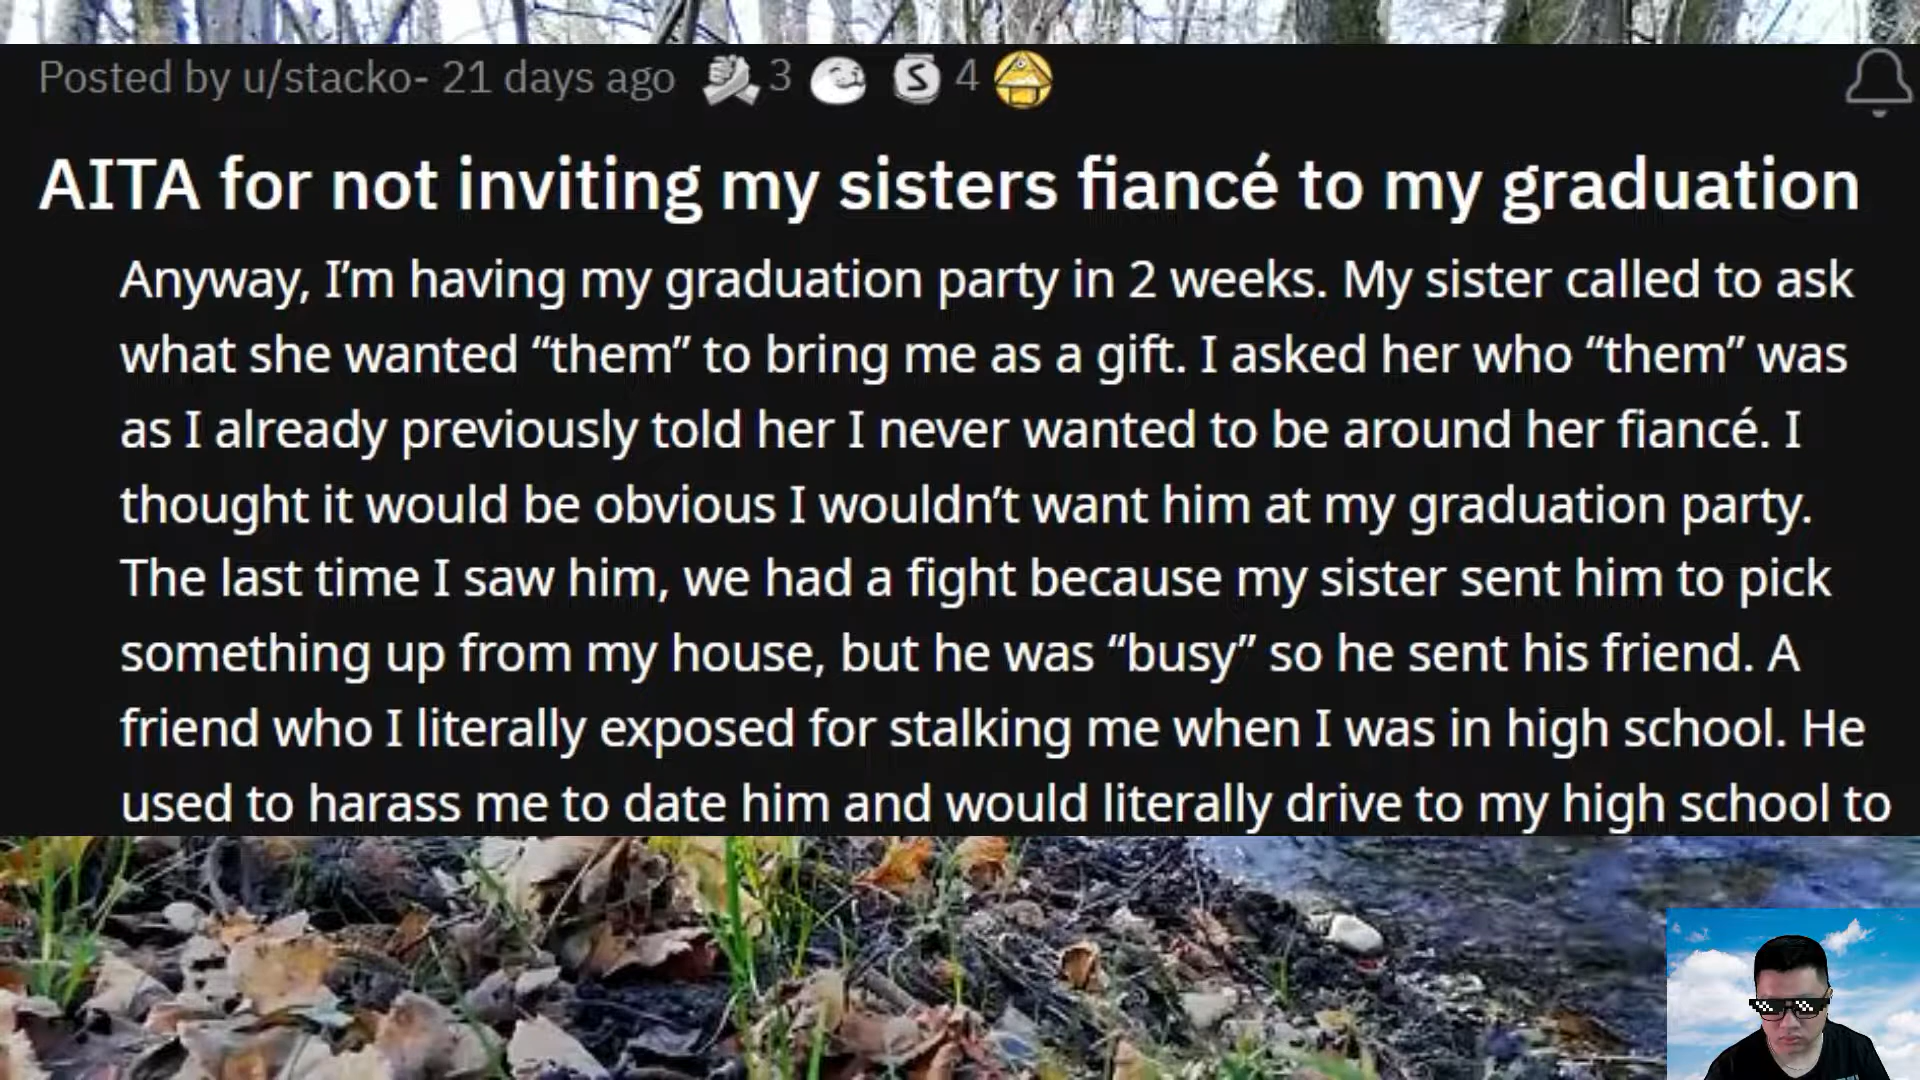 Posted by u/stacko- 21 days ago 3 4
AITA for not inviting my sisters fiancé to my graduation
Anyway, I’m having my graduation party in 2 weeks. My sister called to ask
what she wanted “them” to bring me as a gift. I asked her who “them” was
as I already previously told her I never wanted to be around her fiancé. I
thought it would be obvious I wouldn’t want him at my graduation party.
The last time I saw him, we had a fight because my sister sent him to pick
something up from my house, but he was “busy” so he sent his friend. A
friend who I literally exposed for stalking me when I was in high school. He
used to harass me to date him and would literally drive to my high school to